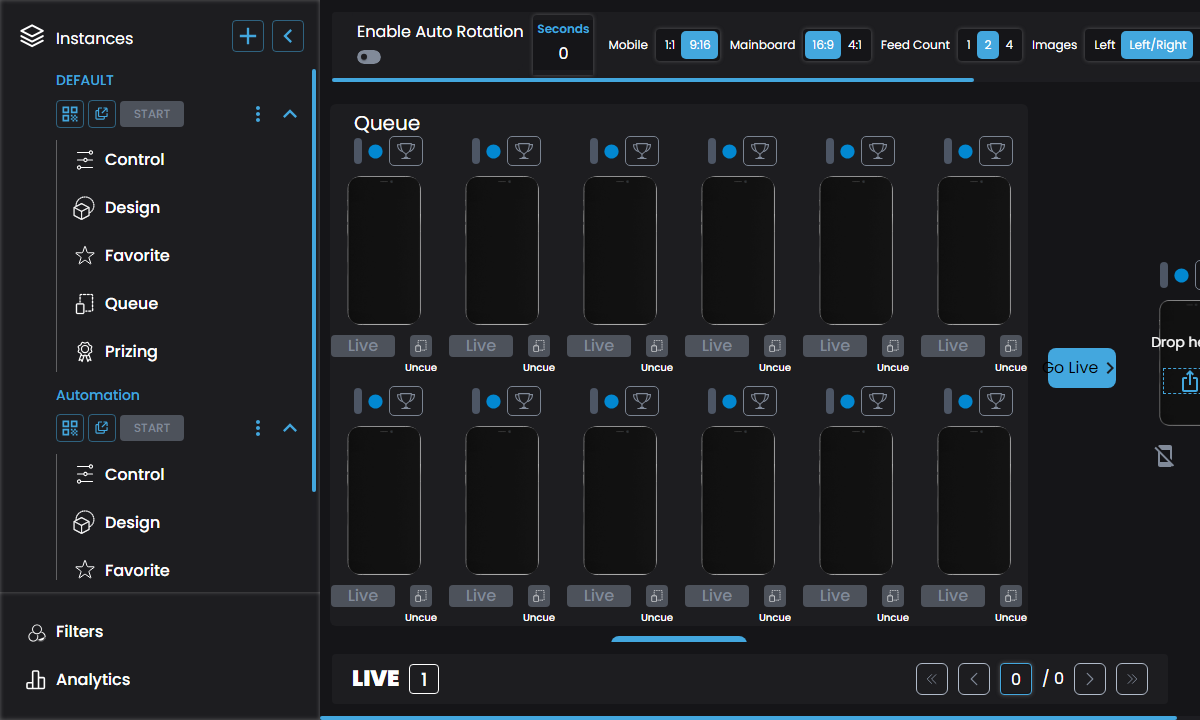 Instances
DEFAULT
START
Control
Design
Favorite
Queue
Prizing
Automation
START
Control
Design
Favorite
Filters
Analytics
Enable Auto Rotation
Seconds
0
Mobile 1:1 9:16 Mainboard 16:9 4:1 Feed Count 1 2 4 Images Left Left/Right
Queue
Live Live Live Live Live Live
Uncue Uncue Uncue Uncue Uncue Uncue
Live Live Live Live Live Live
Uncue Uncue Uncue Uncue Uncue Uncue
Go Live
Drop he
LIVE 1
0 / 0